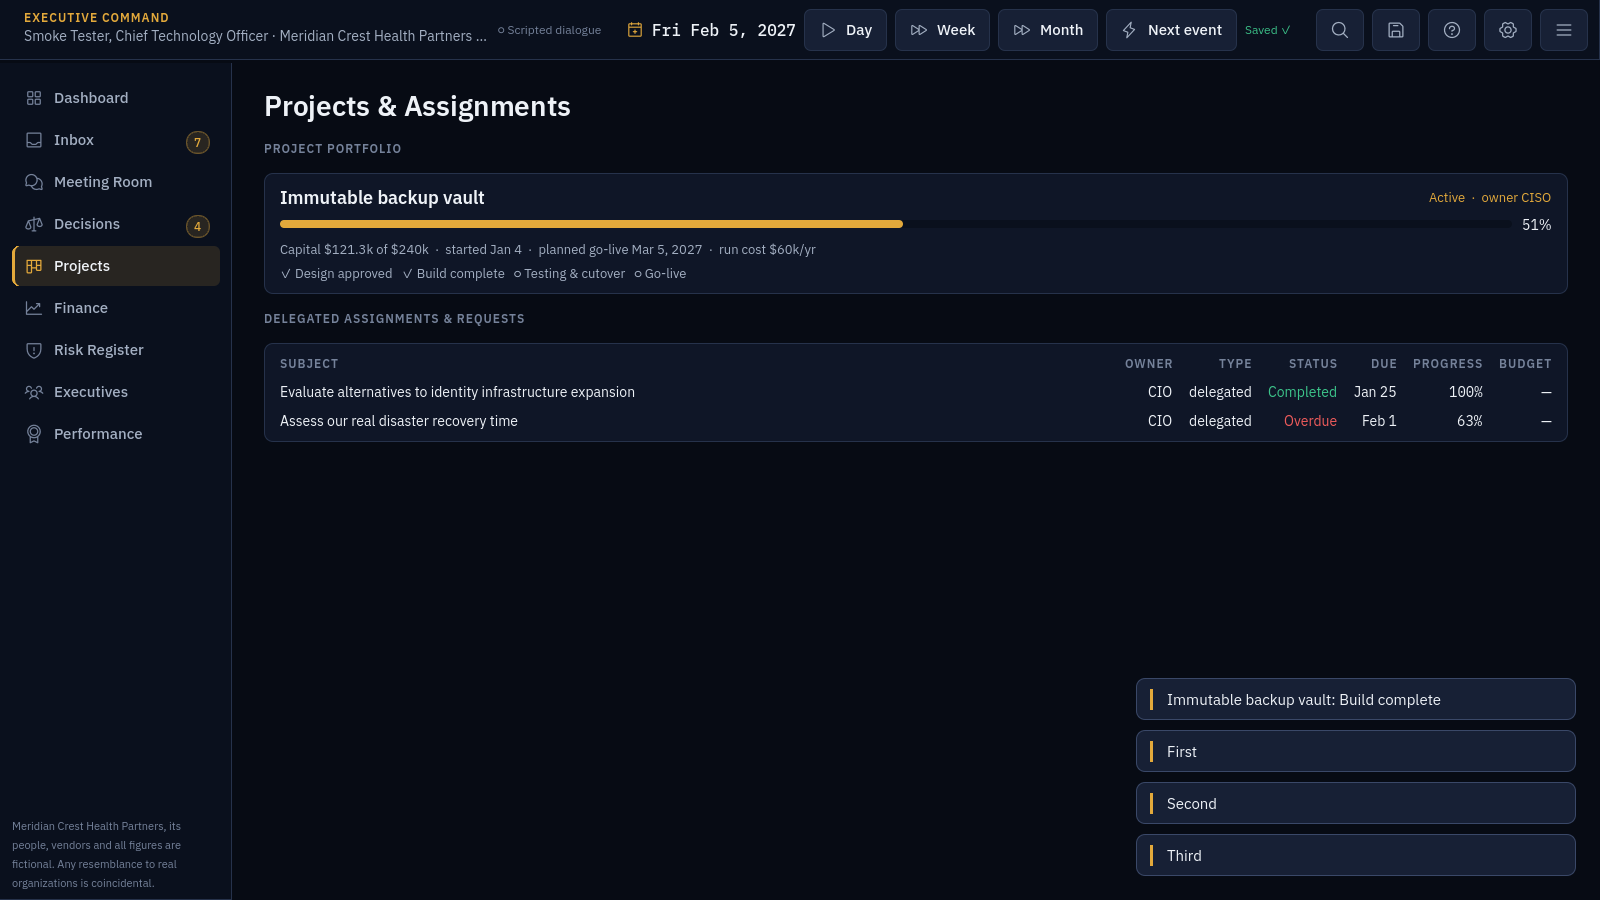 EXECUTIVE COMMAND
Smoke Tester, Chief Technology Officer · Meridian Crest Health Partners ...
Scripted dialogue
Fri Feb 5, 2027
Day
Week
Month
Next event
Saved ✓
Dashboard
Inbox 7
Meeting Room
Decisions 4
Projects
Finance
Risk Register
Executives
Performance
Meridian Crest Health Partners, its
people, vendors and all figures are
fictional. Any resemblance to real
organizations is coincidental.
Projects & Assignments
PROJECT PORTFOLIO
Immutable backup vault
Active · owner CISO
51%
Capital $121.3k of $240k · started Jan 4 · planned go-live Mar 5, 2027 · run cost $60k/yr
✓ Design approved ✓ Build complete ○ Testing & cutover ○ Go-live
DELEGATED ASSIGNMENTS & REQUESTS
SUBJECT OWNER TYPE STATUS DUE PROGRESS BUDGET
Evaluate alternatives to identity infrastructure expansion CIO delegated Completed Jan 25 100% —
Assess our real disaster recovery time CIO delegated Overdue Feb 1 63% —
Immutable backup vault: Build complete
First
Second
Third